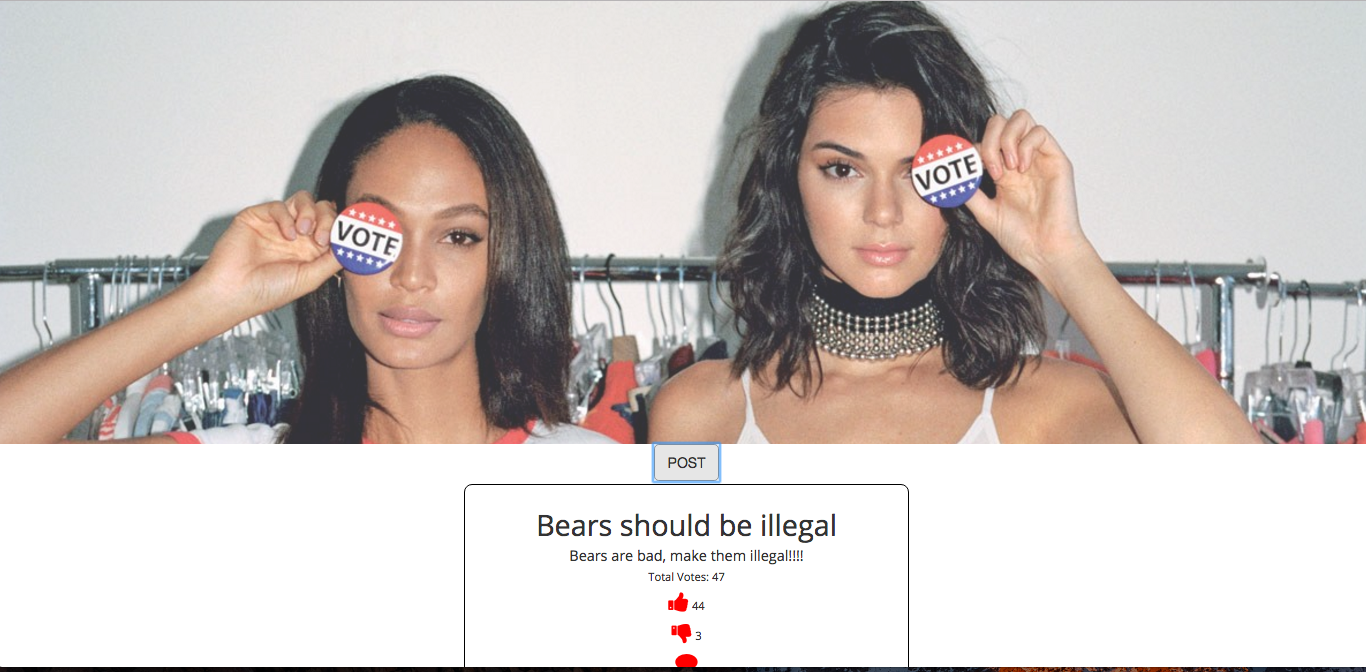 VOTE
VOTE
POST
Bears should be illegal
Bears are bad, make them illegal!!!!
Total Votes: 47
44
3